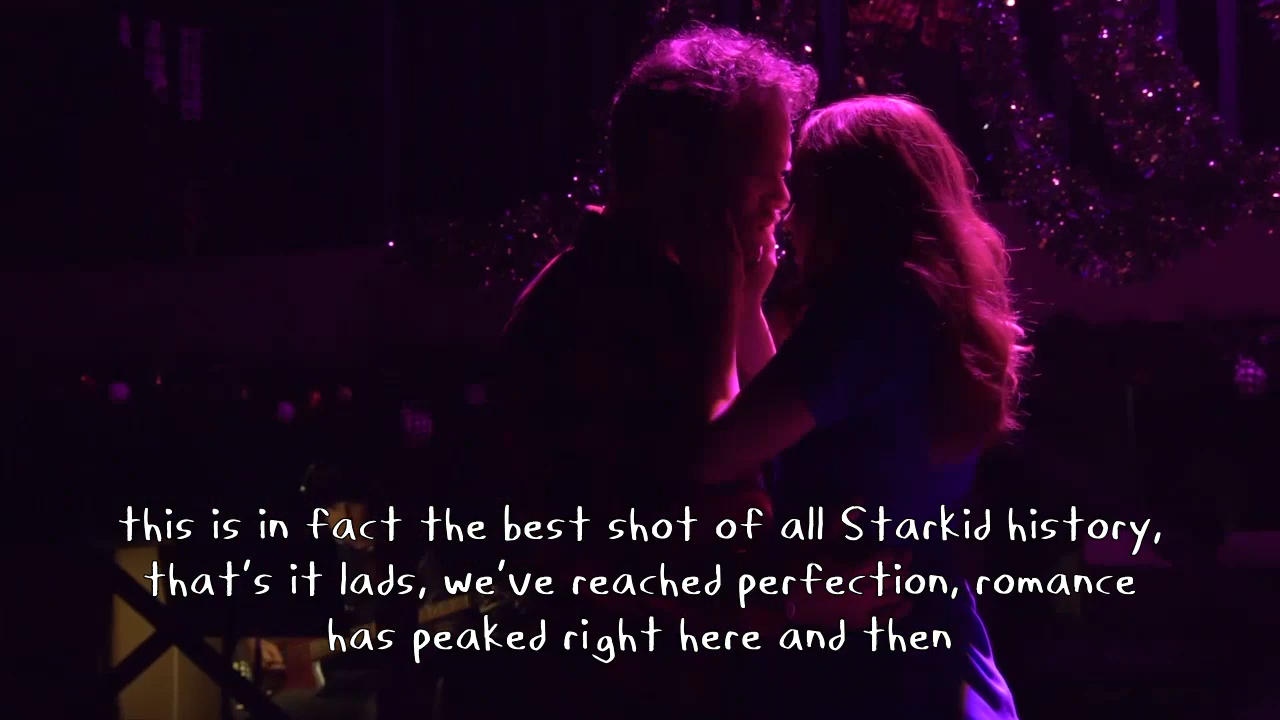 this is in fact the best shot of all Starkid history,
that's it lads, we've reached perfection, romance
has peaked right here and then